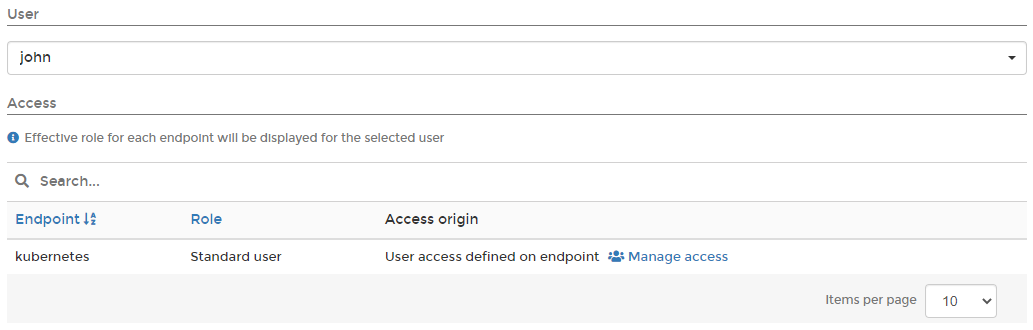 User
john
Access
Effective role for each endpoint will be displayed for the selected user
Search...
Endpoint Role Access origin
kubernetes Standard user User access defined on endpoint Manage access
Items per page 10